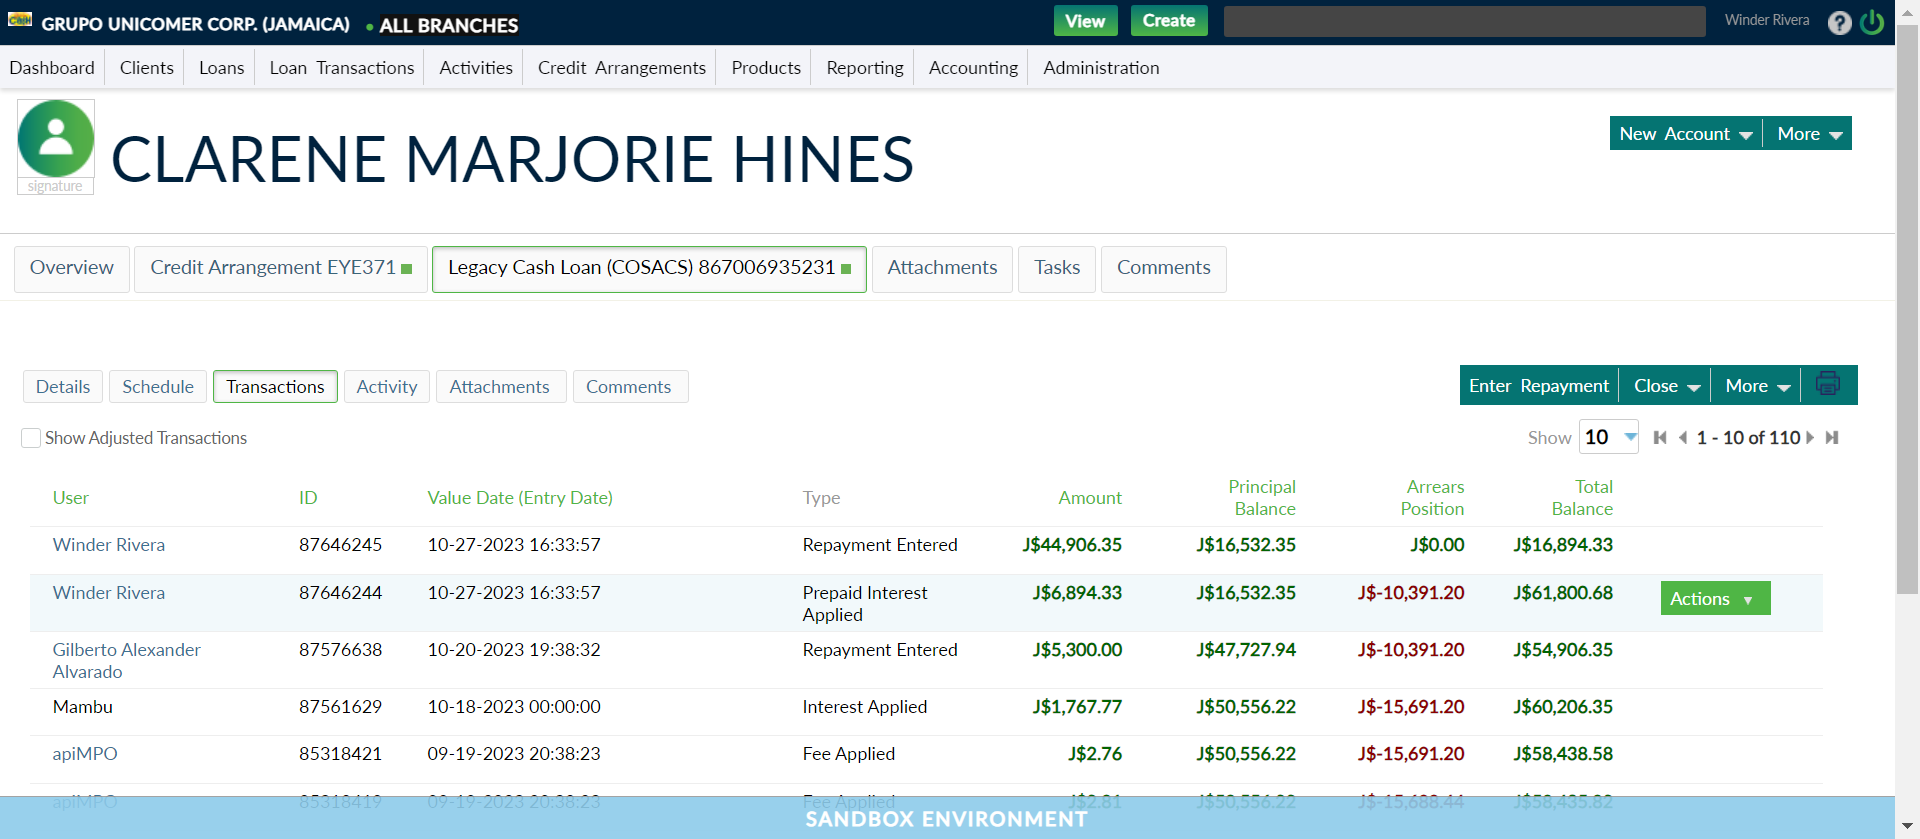 Cash GRUPO UNICOMER CORP. (JAMAICA) ● ALL BRANCHES View Create Winder Rivera ?
Dashboard Clients Loans Loan Transactions Activities Credit Arrangements Products Reporting Accounting Administration
CLARENE MARJORIE HINES
signature
New Account More
Overview Credit Arrangement EYE371 Legacy Cash Loan (COSACS) 867006935231 Attachments Tasks Comments
Details Schedule Transactions Activity Attachments Comments
Enter Repayment Close More
Show Adjusted Transactions
Show 10 1 - 10 of 110
User ID Value Date (Entry Date) Type Amount Principal Balance Arrears Position Total Balance
Winder Rivera 87646245 10-27-2023 16:33:57 Repayment Entered J$44,906.35 J$16,532.35 J$0.00 J$16,894.33
Winder Rivera 87646244 10-27-2023 16:33:57 Prepaid Interest Applied J$6,894.33 J$16,532.35 J$-10,391.20 J$61,800.68 Actions
Gilberto Alexander Alvarado 87576638 10-20-2023 19:38:32 Repayment Entered J$5,300.00 J$47,727.94 J$-10,391.20 J$54,906.35
Mambu 87561629 10-18-2023 00:00:00 Interest Applied J$1,767.77 J$50,556.22 J$-15,691.20 J$60,206.35
apiMPO 85318421 09-19-2023 20:38:23 Fee Applied J$2.76 J$50,556.22 J$-15,691.20 J$58,438.58
apiMPO 85318419 09-19-2023 20:38:23 Fee Applied J$2.81 J$50,556.22 J$-15,688.44 J$58,435.82
SANDBOX ENVIRONMENT